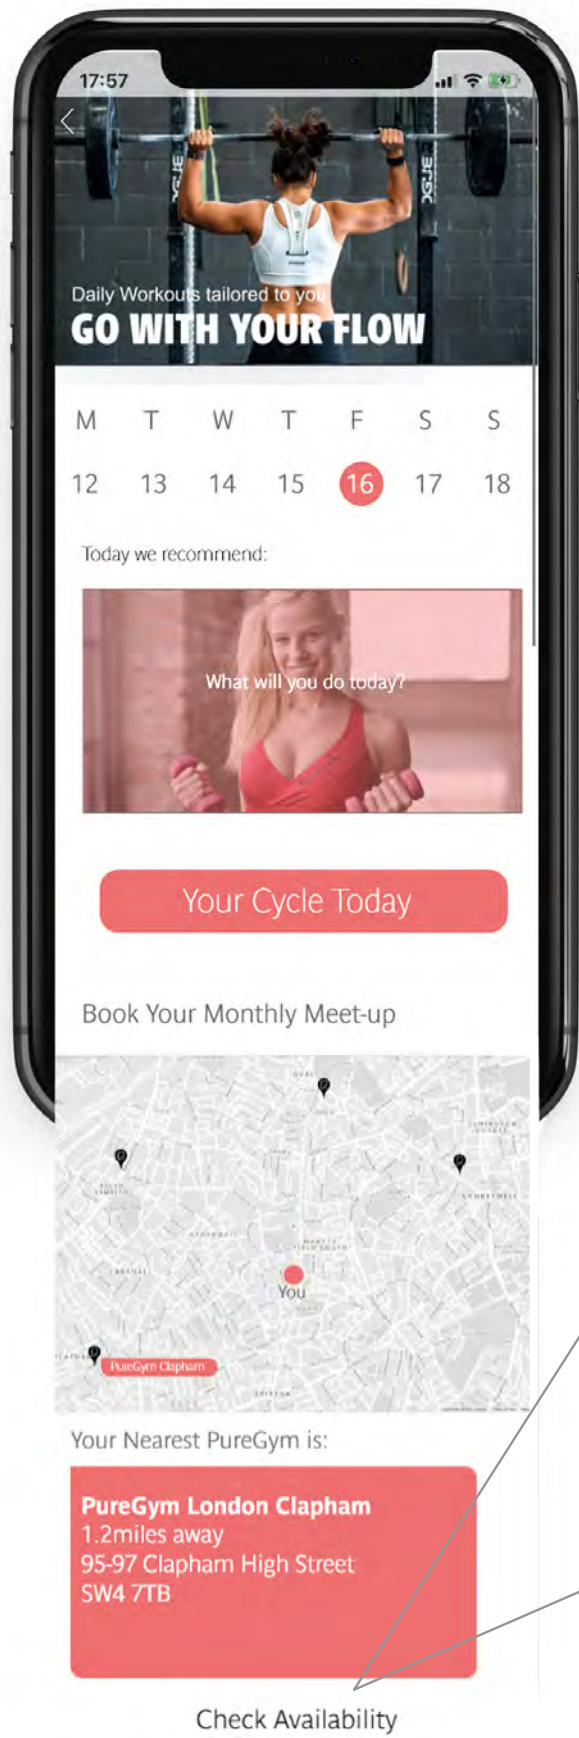 17:57
Daily Workouts tailored to you
GO WITH YOUR FLOW
M T W T F S S
12 13 14 15 16 17 18
Today we recommend:
What will you do today?
Your Cycle Today
Book Your Monthly Meet-up
OVAL
You
PureGym Clapham
BRIXTON
Your Nearest PureGym is:
PureGym London Clapham
1.2miles away
95-97 Clapham High Street
SW4 7TB
Check Availability